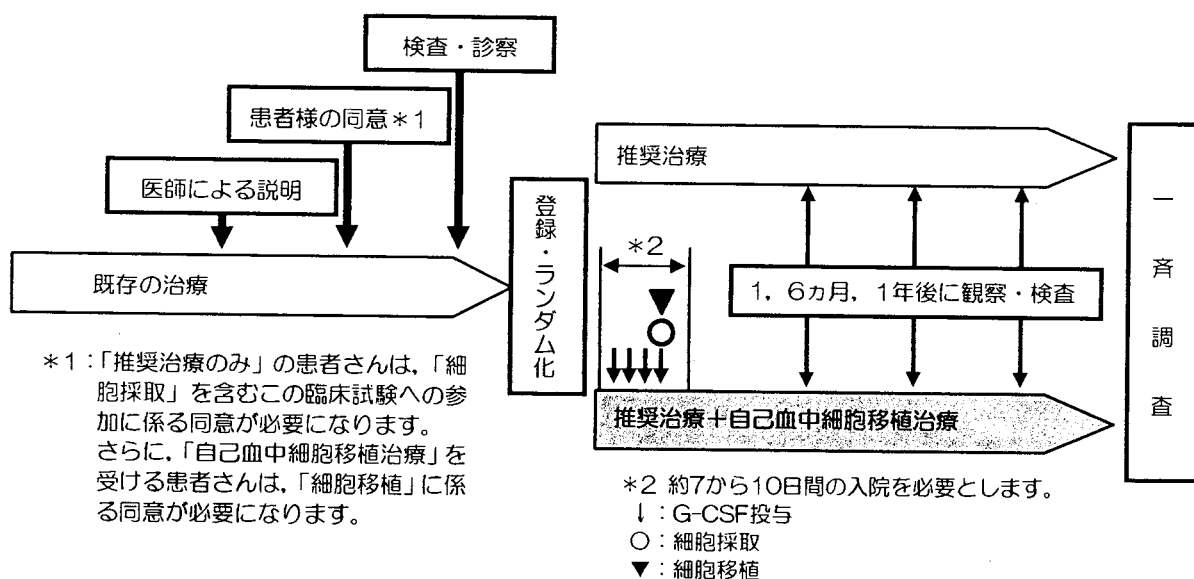 検査・診察
患者様の同意＊1
医師による説明
既存の治療
登録・ランダム化
推奨治療
＊2
1，6ヵ月，1年後に観察・検査
推奨治療＋自己血中細胞移植治療
一斉調査
＊1：「推奨治療のみ」の患者さんは，「細
胞採取」を含むこの臨床試験への参
加に係る同意が必要になります。
さらに，「自己血中細胞移植治療」を
受ける患者さんは，「細胞移植」に係
る同意が必要になります。
＊2 約7から10日間の入院を必要とします。
↓：G-CSF投与
○：細胞採取
▼：細胞移植